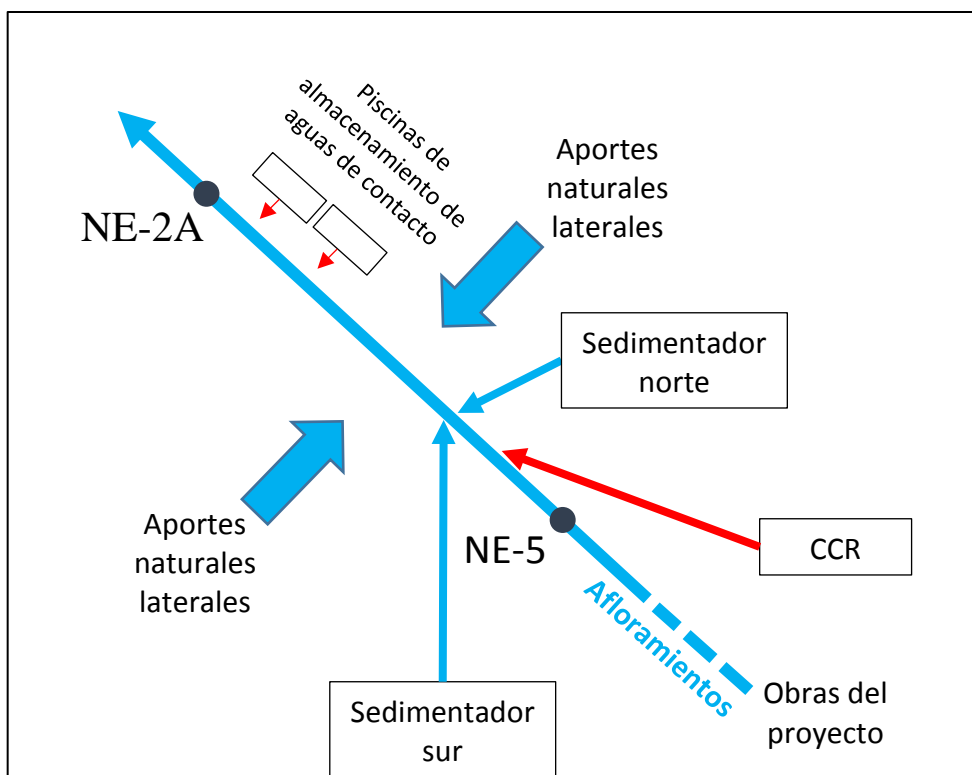 Piscinas de
almacenamiento de
aguas de contacto
Aportes
naturales
laterales
NE-2A
Sedimentador
norte
Aportes
naturales
laterales
NE-5
CCR
Afloramientos
Obras del
proyecto
Sedimentador
sur